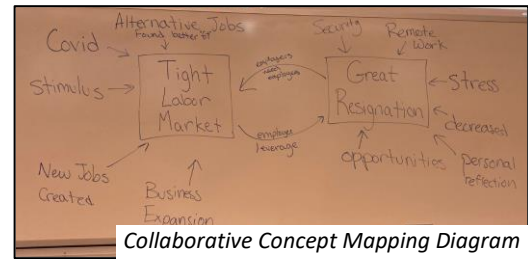 Covid
Stimulus
New Jobs
Created
Alternative Jobs
Found better
Tight
Labor
Market
Business
Expansion
employers
need
employees
employee
leverage
Security
Remote
Work
Great
Resignation
Stress
decreased
personal
reflection
opportunities
Collaborative Concept Mapping Diagram